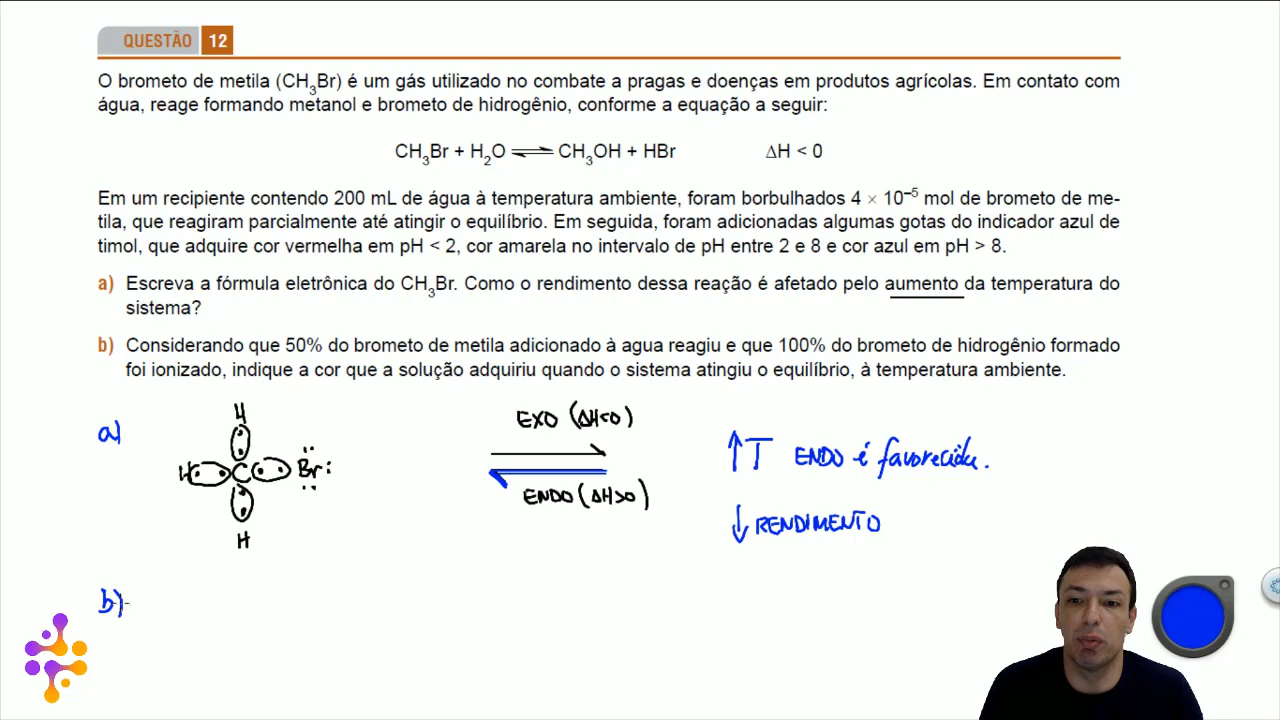 QUESTÃO 12
O brometo de metila (CH₃Br) é um gás utilizado no combate a pragas e doenças em produtos agrícolas. Em contato com
água, reage formando metanol e brometo de hidrogênio, conforme a equação a seguir:
CH₃Br + H₂O ⇌ CH₃OH + HBr ΔH < 0
Em um recipiente contendo 200 mL de água à temperatura ambiente, foram borbulhados 4 × 10⁻⁵ mol de brometo de me-
tila, que reagiram parcialmente até atingir o equilíbrio. Em seguida, foram adicionadas algumas gotas do indicador azul de
timol, que adquire cor vermelha em pH < 2, cor amarela no intervalo de pH entre 2 e 8 e cor azul em pH > 8.
a) Escreva a fórmula eletrônica do CH₃Br. Como o rendimento dessa reação é afetado pelo aumento da temperatura do
sistema?
b) Considerando que 50% do brometo de metila adicionado à água reagiu e que 100% do brometo de hidrogênio formado
foi ionizado, indique a cor que a solução adquiriu quando o sistema atingiu o equilíbrio, à temperatura ambiente.
a)
H
H C Br
H
EXO (ΔH<0)
ENDO (ΔH>0)
↑T ENDO é favorecida.
↓ RENDIMENTO
b)